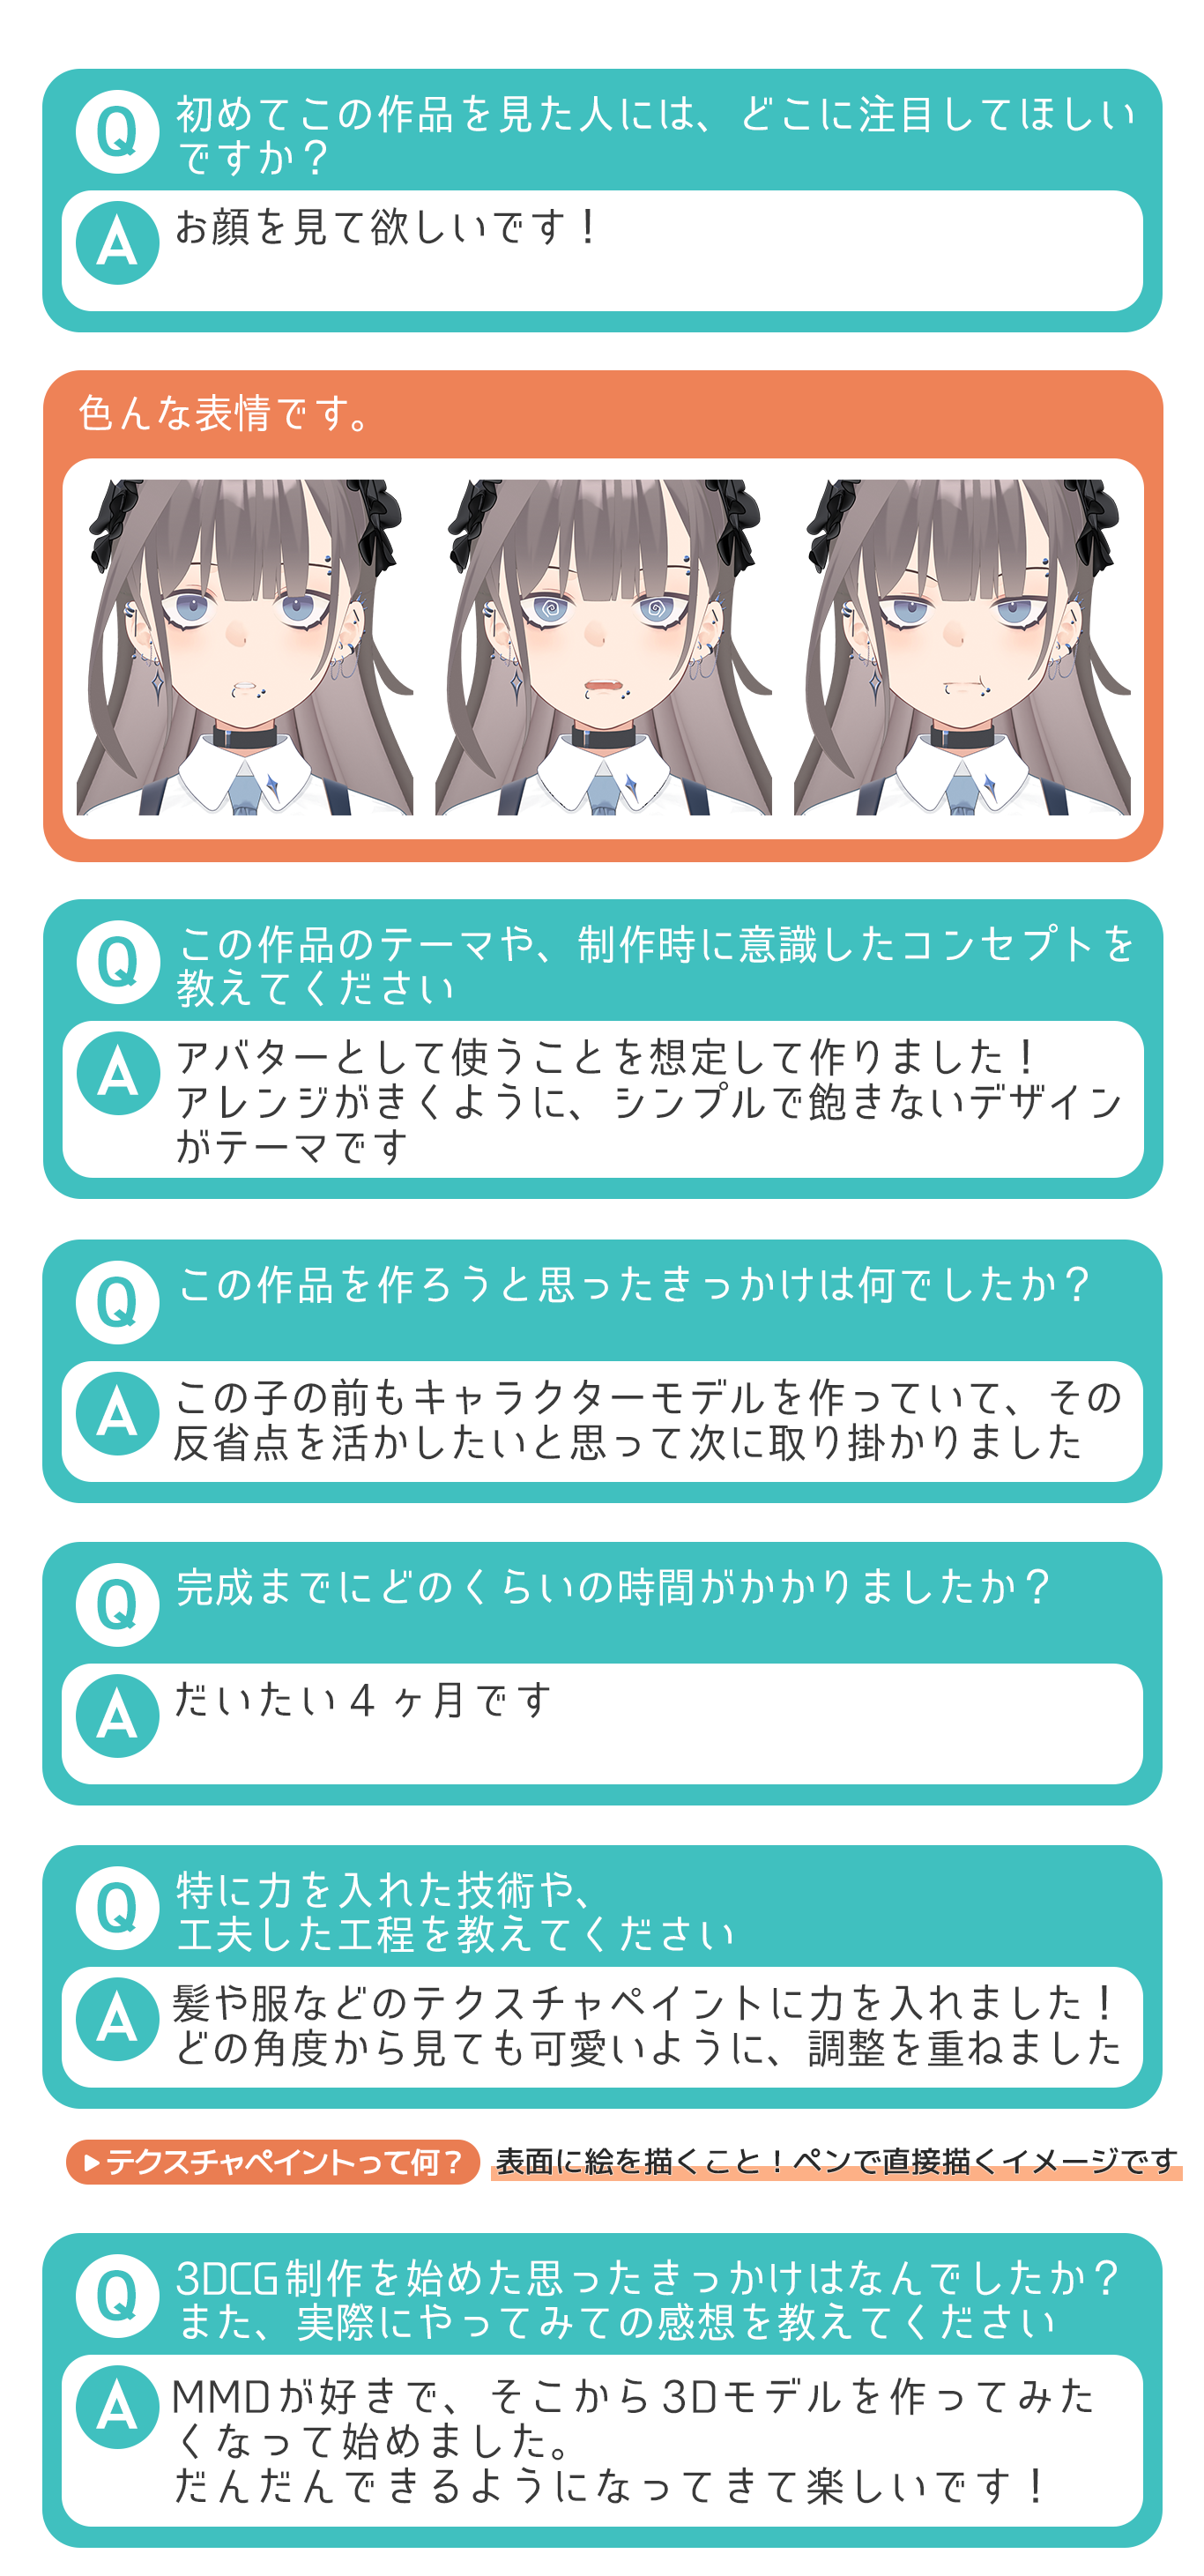 Q 初めてこの作品を見た人には、どこに注目してほしい
ですか？
A お顔を見て欲しいです！
色んな表情です。
Q この作品のテーマや、制作時に意識したコンセプトを
教えてください
A アバターとして使うことを想定して作りました！
アレンジがきくように、シンプルで飽きないデザイン
がテーマです
Q この作品を作ろうと思ったきっかけは何でしたか？
A この子の前もキャラクターモデルを作っていて、その
反省点を活かしたいと思って次に取り掛かりました
Q 完成までにどのくらいの時間がかかりましたか？
A だいたい4ヶ月です
Q 特に力を入れた技術や、
工夫した工程を教えてください
A 髪や服などのテクスチャペイントに力を入れました！
どの角度から見ても可愛いように、調整を重ねました
▶テクスチャペイントって何？ 表面に絵を描くこと！ペンで直接描くイメージです
Q 3DCG制作を始めた思ったきっかけはなんでしたか？
また、実際にやってみての感想を教えてください
A MMDが好きで、そこから3Dモデルを作ってみた
くなって始めました。
だんだんできるようになってきて楽しいです！